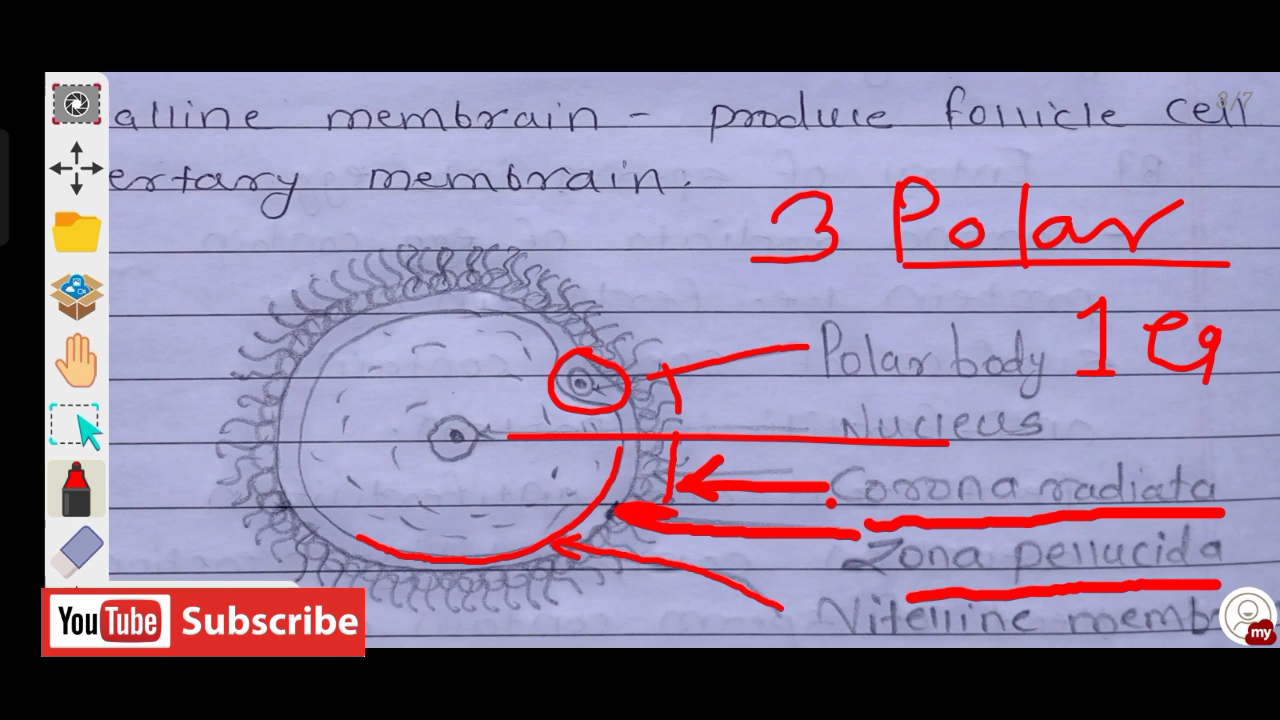 alline membrain - produce follicle cell
ertary membrain.
3 Polar
Polar body 1 eg
Nucleus
Corona radiata
Zona pellucida
Vitelline memb
YouTube Subscribe
my